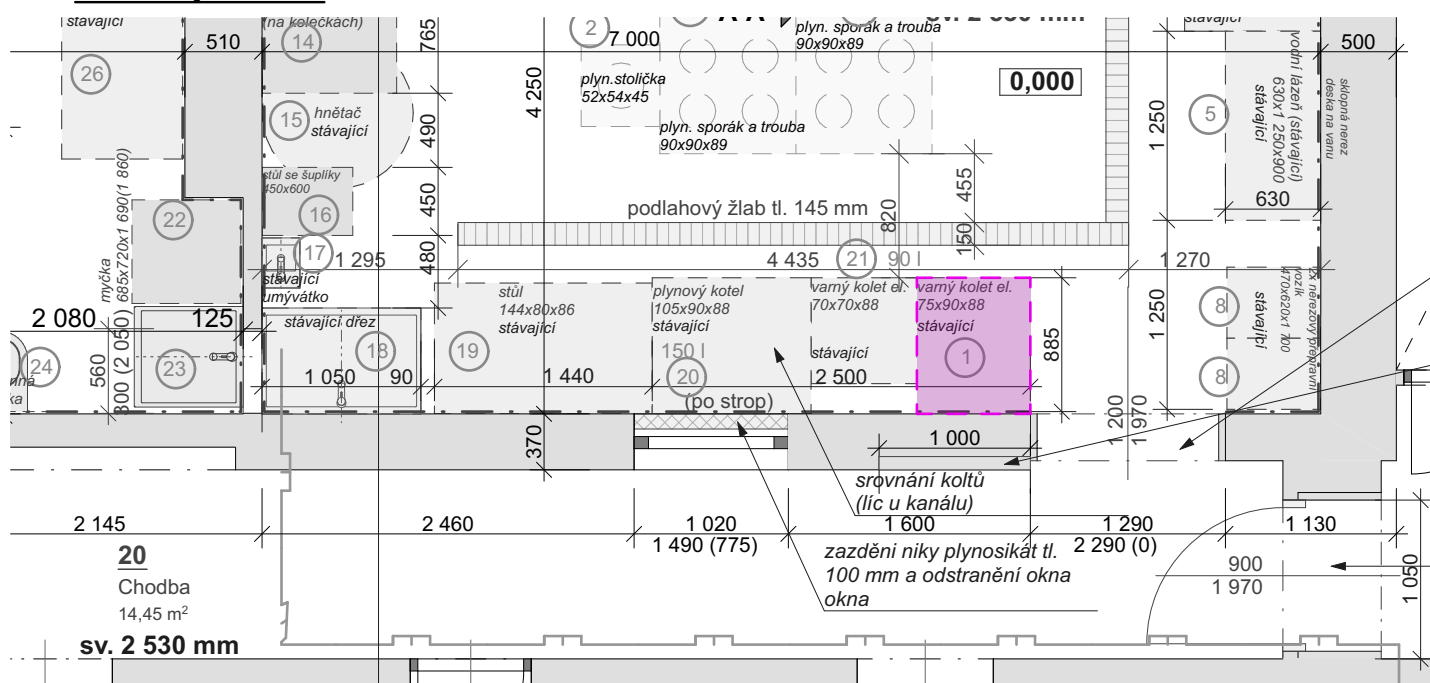 stávající
(na kolečkách)
14
510
765
26
15
hnětač
stávající
490
stůl se šuplíky
450x600
16
450
17
480
1 295
stávající
umývátko
22
myčka
685x720x1 690(1 860)
2 080
125
560
800 (2 050)
23
24
stávající dřez
18
1 050
90
2
7 000
A-A
plyn. sporák a trouba
90x90x89
sv. 2 850 mm
plyn.stolička
52x54x45
4 250
plyn. sporák a trouba
90x90x89
0,000
455
820
150
podlahový žlab tl. 145 mm
4 435
21
90 l
1 270
stůl
144x80x86
stávající
19
1 440
plynový kotel
105x90x88
stávající
150 l
20
(po strop)
varný kolet el.
70x70x88
stávající
2 500
varný kolet el.
75x90x88
stávající
1
885
stávající
500
5
1 250
vodní lázeň (stávající)
630x1 250x900
stávající
sklopná nerez
deska na vanu
630
8
8
1 250
2x nerezový přepravní
vozík
470x620x1 700
stávající
370
1 000
1 200
1 970
srovnání koltů
(líc u kanálu)
2 145
2 460
1 020
1 490 (775)
1 600
1 290
2 290 (0)
1 130
zazdění niky plynosikát tl.
100 mm a odstranění okna
okna
900
1 970
1 050
20
Chodba
14,45 m²
sv. 2 530 mm